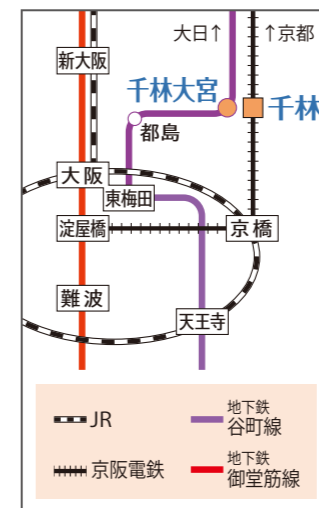 大日↑ ↑京都
新大阪
千林大宮 千林
都島
大阪
東梅田
淀屋橋 京橋
難波
天王寺
JR 地下鉄
谷町線
京阪電鉄 地下鉄
御堂筋線